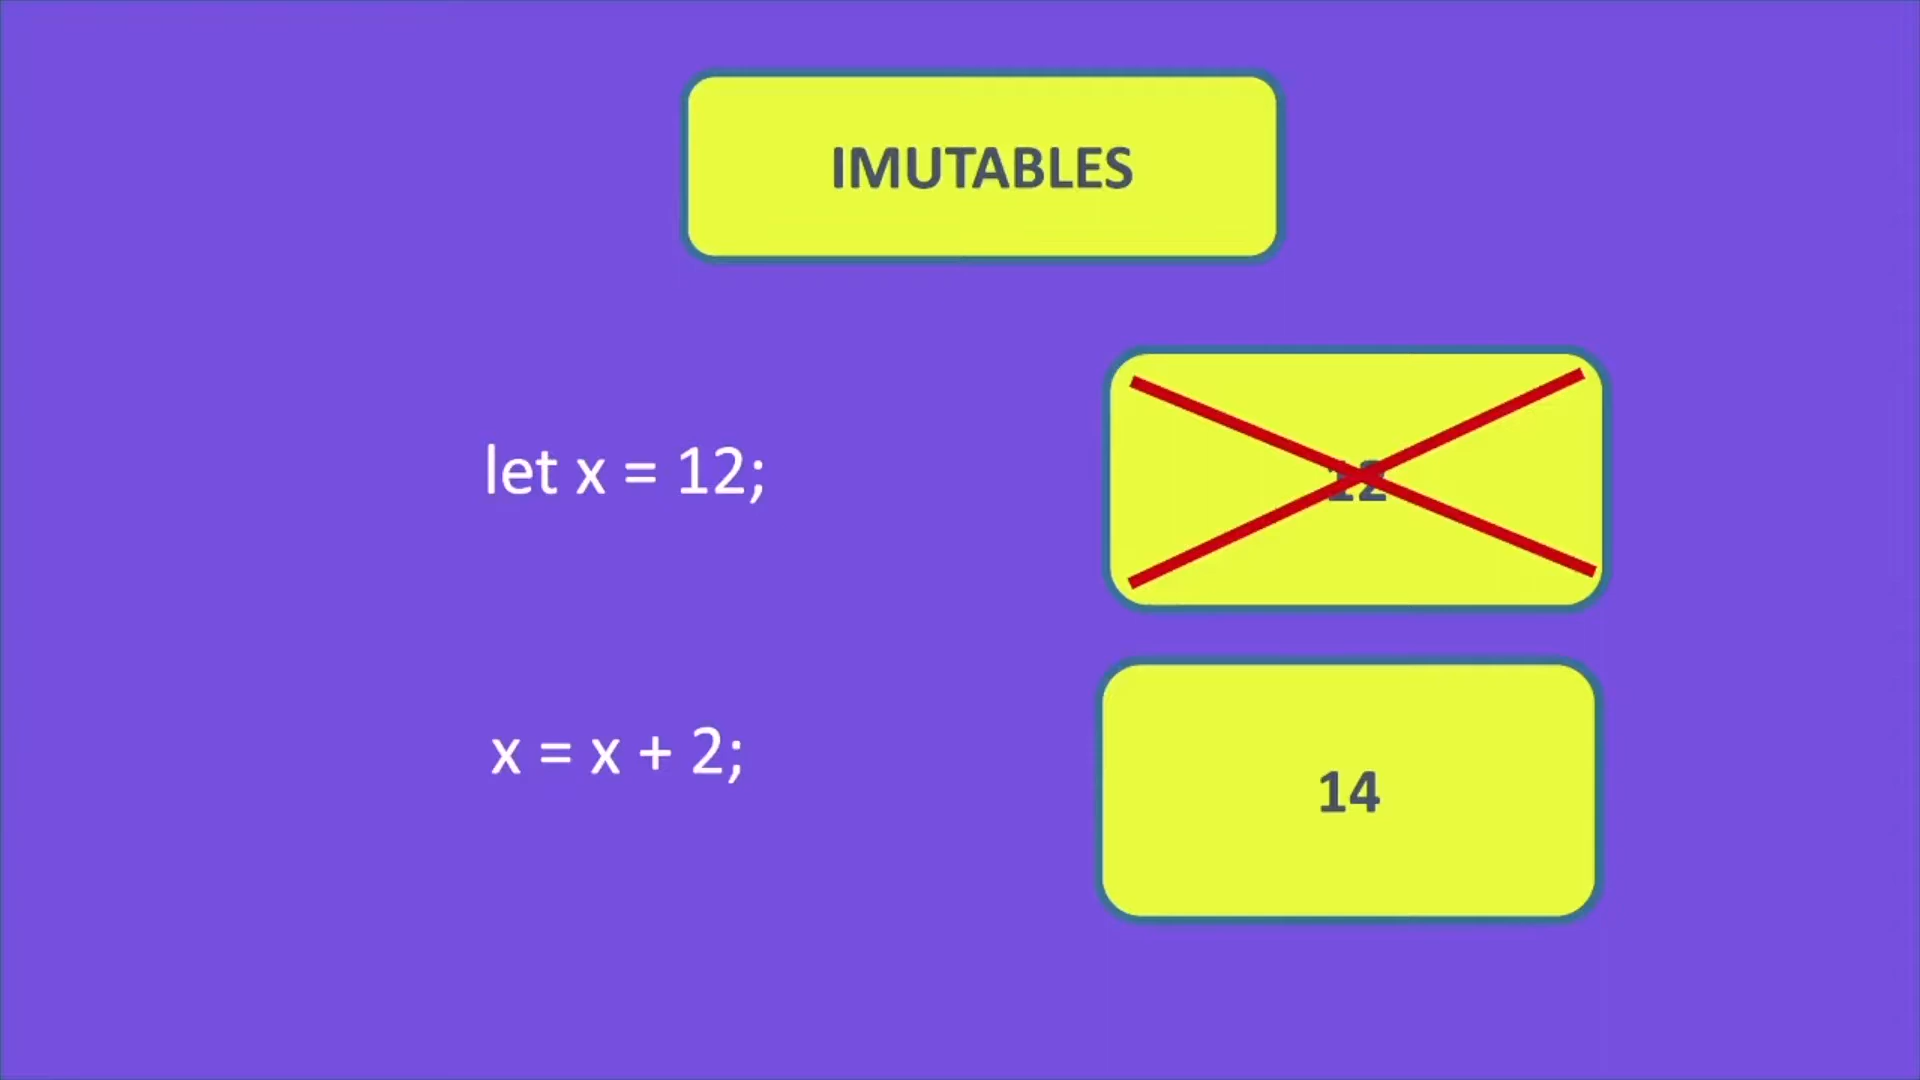 IMUTABLES
let x = 12;
12
x = x + 2;
14